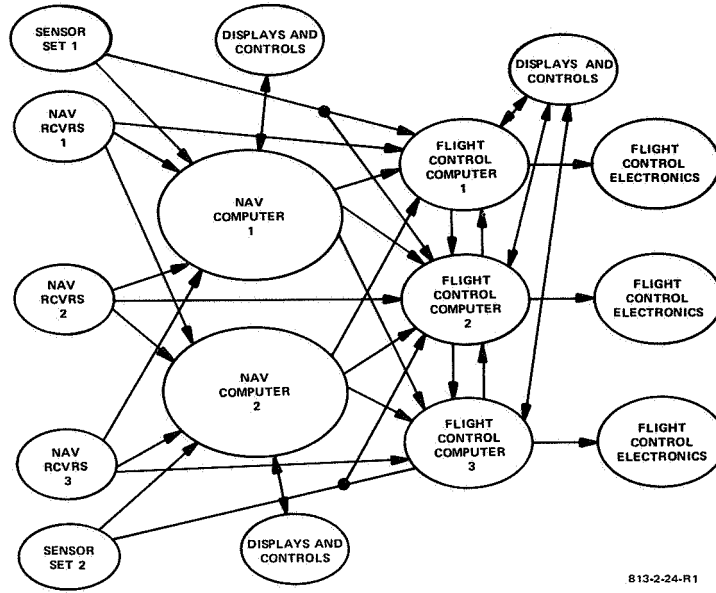 SENSOR
SET 1
DISPLAYS AND
CONTROLS
DISPLAYS AND
CONTROLS
NAV
RCVRS
1
FLIGHT
CONTROL
COMPUTER
1
FLIGHT
CONTROL
ELECTRONICS
NAV
COMPUTER
1
NAV
RCVRS
2
FLIGHT
CONTROL
COMPUTER
2
FLIGHT
CONTROL
ELECTRONICS
NAV
COMPUTER
2
NAV
RCVRS
3
FLIGHT
CONTROL
COMPUTER
3
FLIGHT
CONTROL
ELECTRONICS
SENSOR
SET 2
DISPLAYS AND
CONTROLS
813-2-24-R1